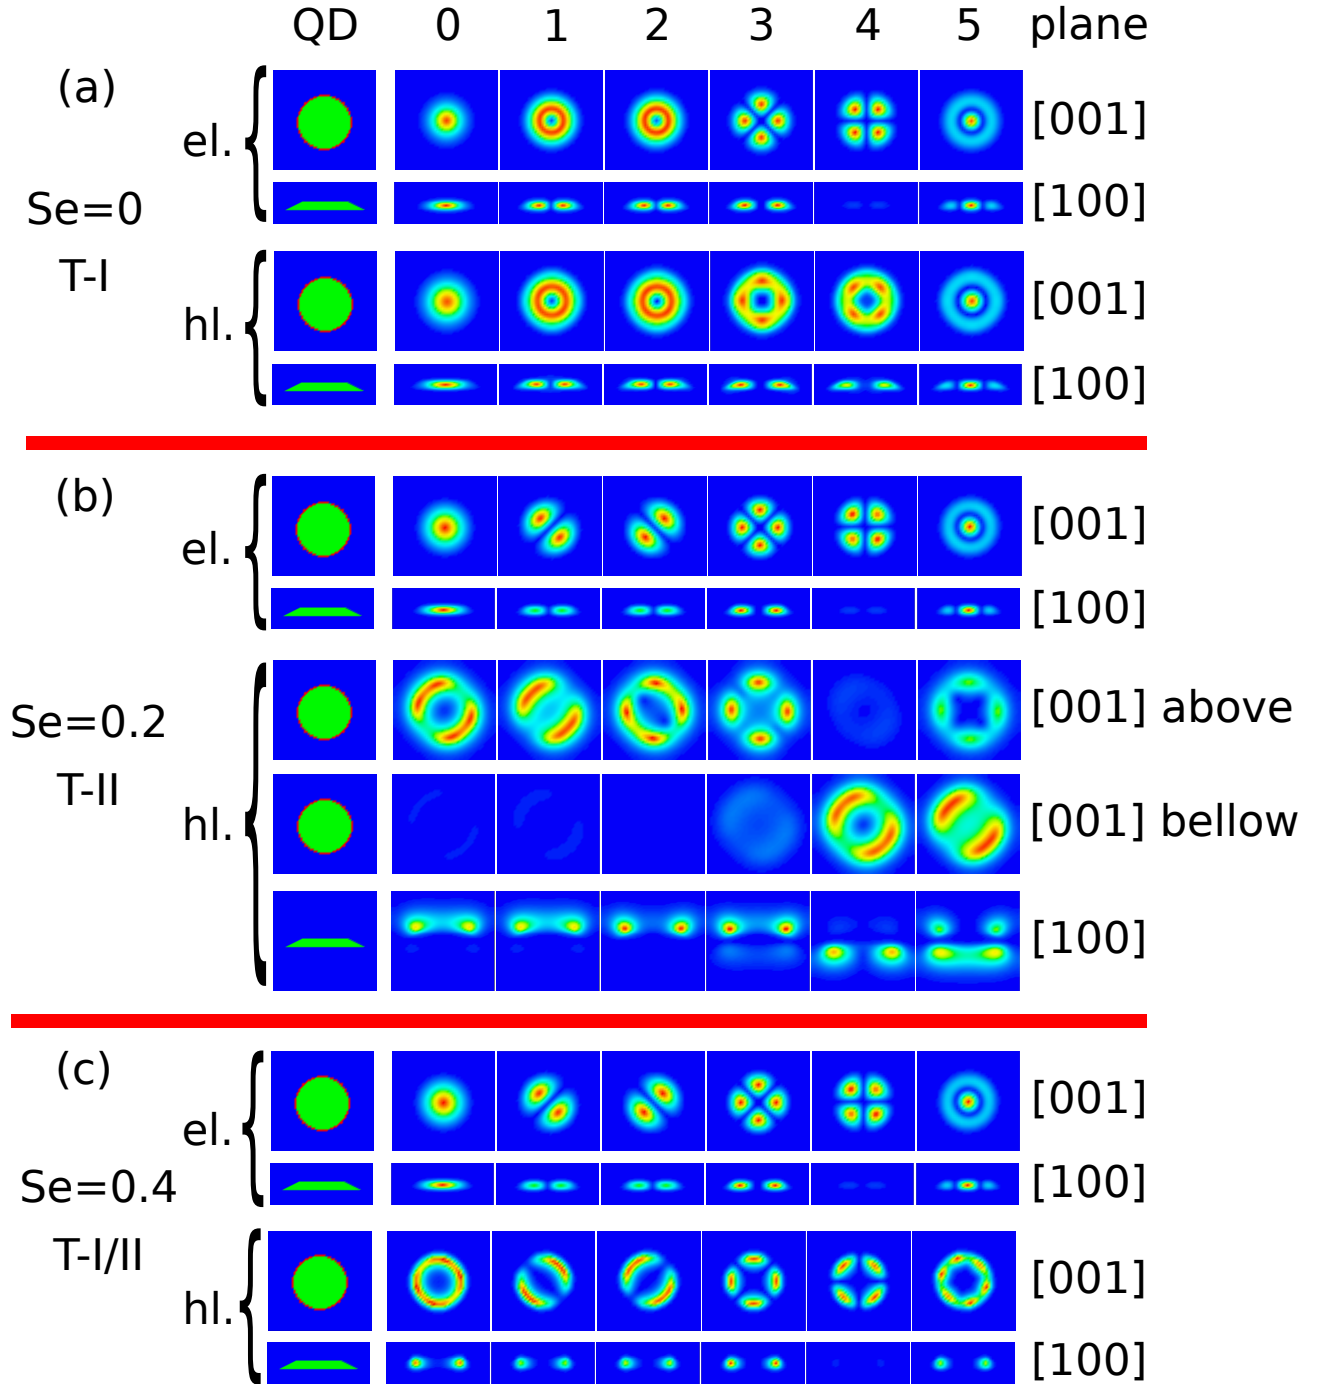 QD 0 1 2 3 4 5 plane
(a)
el.
[001]
[100]
Se=0
T-I
hl.
[001]
[100]
(b)
el.
[001]
[100]
Se=0.2
T-II
hl.
[001] above
[001] bellow
[100]
(c)
el.
[001]
[100]
Se=0.4
T-I/II
hl.
[001]
[100]